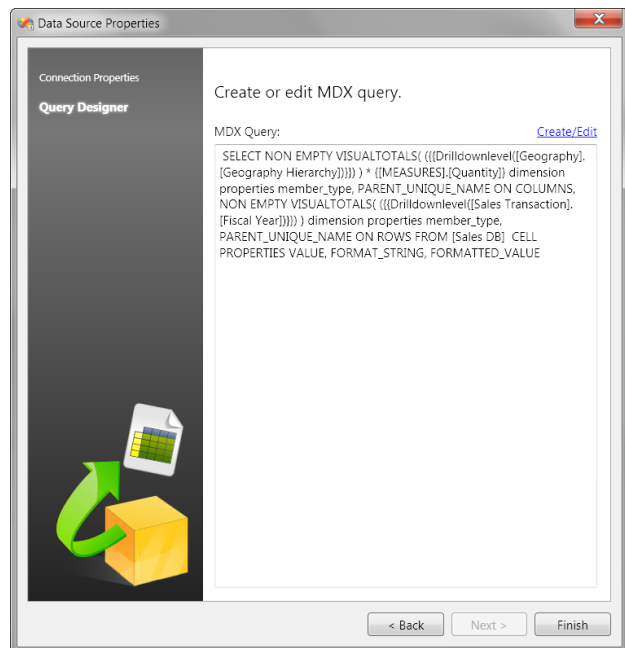 Data Source Properties
X
Connection Properties
Query Designer
Create or edit MDX query.
MDX Query:
Create/Edit
SELECT NON EMPTY VISUALTOTALS( ({{Drilldownlevel([Geography].
[Geography Hierarchy])}}) ) * {[MEASURES].[Quantity]} dimension
properties member_type, PARENT_UNIQUE_NAME ON COLUMNS,
NON EMPTY VISUALTOTALS( ({{Drilldownlevel([Sales Transaction].
[Fiscal Year])}}) ) dimension properties member_type,
PARENT_UNIQUE_NAME ON ROWS FROM [Sales DB]  CELL
PROPERTIES VALUE, FORMAT_STRING, FORMATTED_VALUE
< Back
Next >
Finish